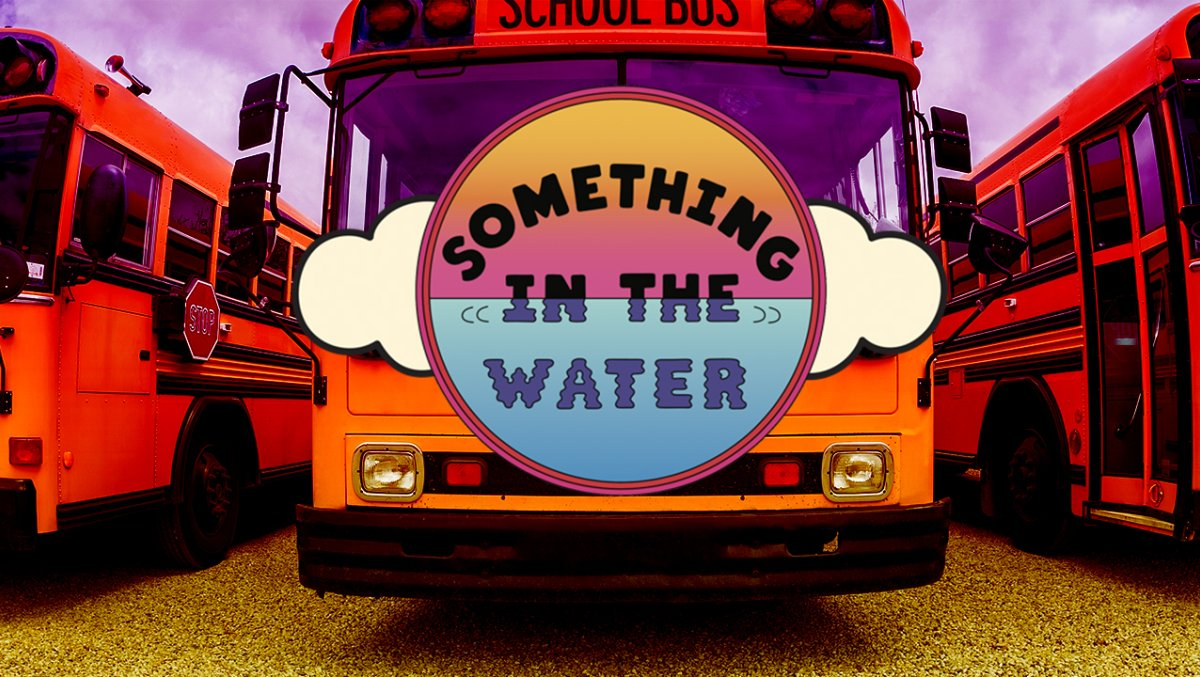 SCHOOL BUS
STOP
SOMETHING
IN THE
WATER